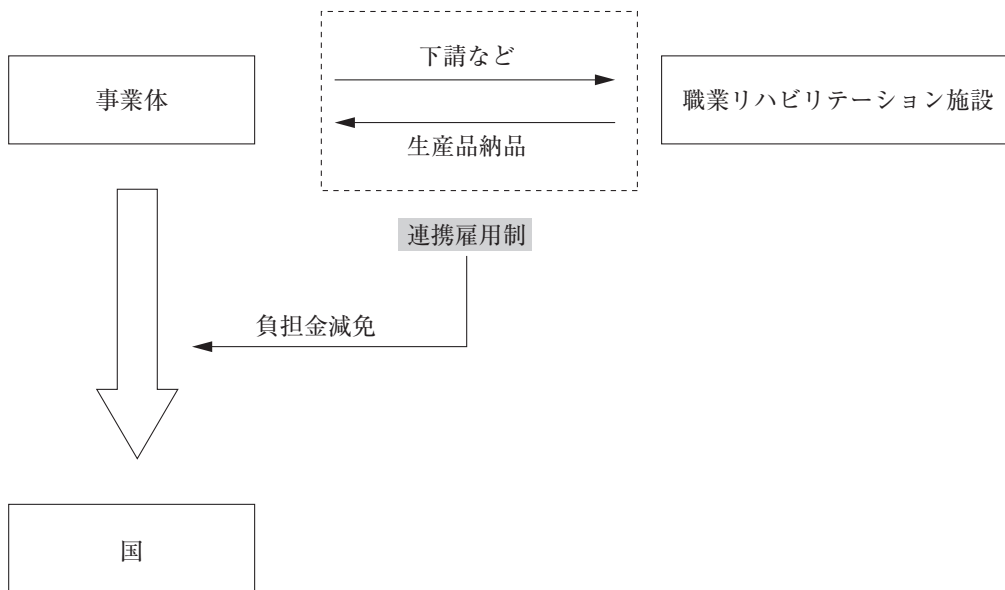 下請など
事業体
職業リハビリテーション施設
生産品納品
連携雇用制
負担金減免
国